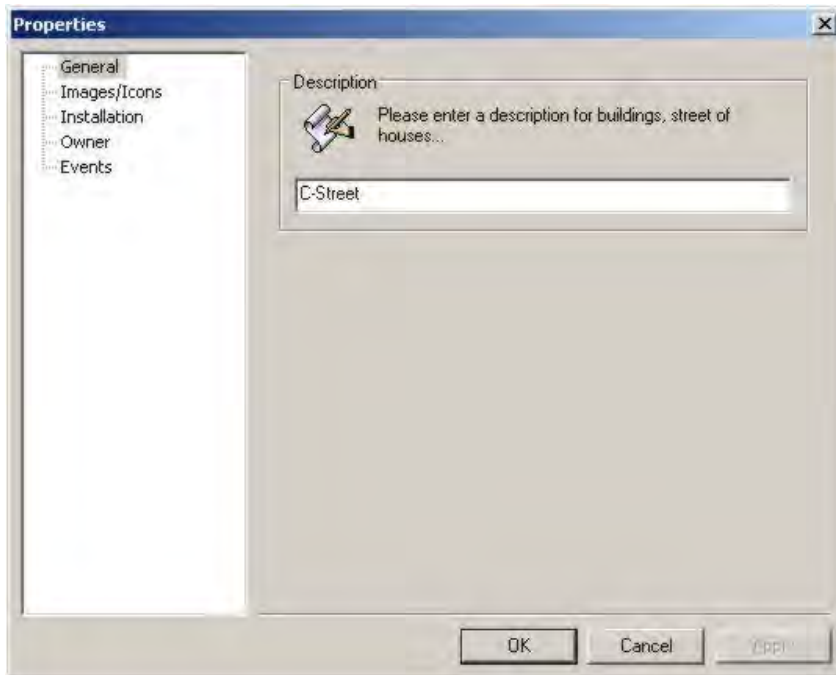 Properties
General
Images/Icons
Installation
Owner
Events
Description
Please enter a description for buildings, street of
houses...
C-Street
OK
Cancel
Apply